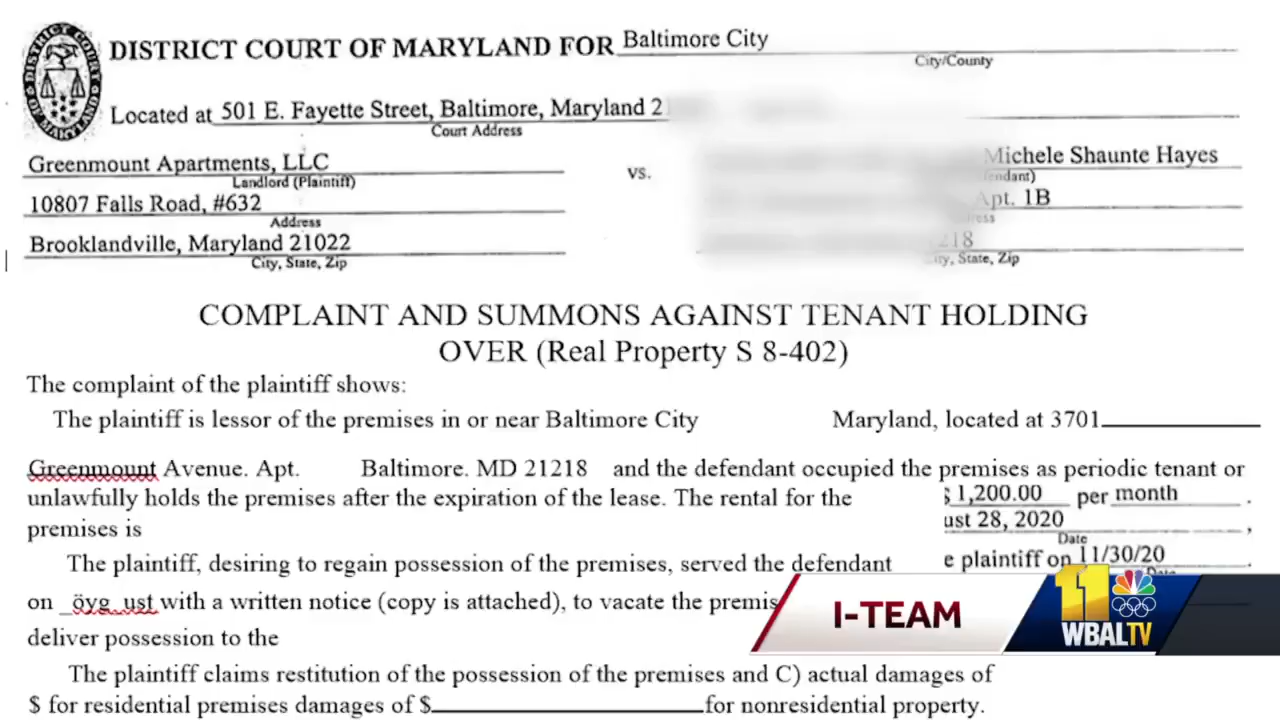 DISTRICT COURT OF MARYLAND FOR Baltimore City
City/County
Located at 501 E. Fayette Street, Baltimore, Maryland 2
Court Address
Greenmount Apartments, LLC vs. Michele Shaunte Hayes
Landlord (Plaintiff) endant)
10807 Falls Road, #632 Apt. 1B
Address ress
Brooklandville, Maryland 21022 218
City, State, Zip ity, State, Zip
COMPLAINT AND SUMMONS AGAINST TENANT HOLDING
OVER (Real Property S 8-402)
The complaint of the plaintiff shows:
The plaintiff is lessor of the premises in or near Baltimore City Maryland, located at 3701
Greenmount Avenue. Apt. Baltimore. MD 21218 and the defendant occupied the premises as periodic tenant or
unlawfully holds the premises after the expiration of the lease. The rental for the $ 1,200.00 per month .
premises is ust 28, 2020 ,
Date
The plaintiff, desiring to regain possession of the premises, served the defendant e plaintiff on 11/30/20 .
on _övg ust with a written notice (copy is attached), to vacate the premis
deliver possession to the
The plaintiff claims restitution of the possession of the premises and C) actual damages of
$ for residential premises damages of $ for nonresidential property.
I-TEAM
11
WBALTV
DISTRICT COURT OF MARYLAND